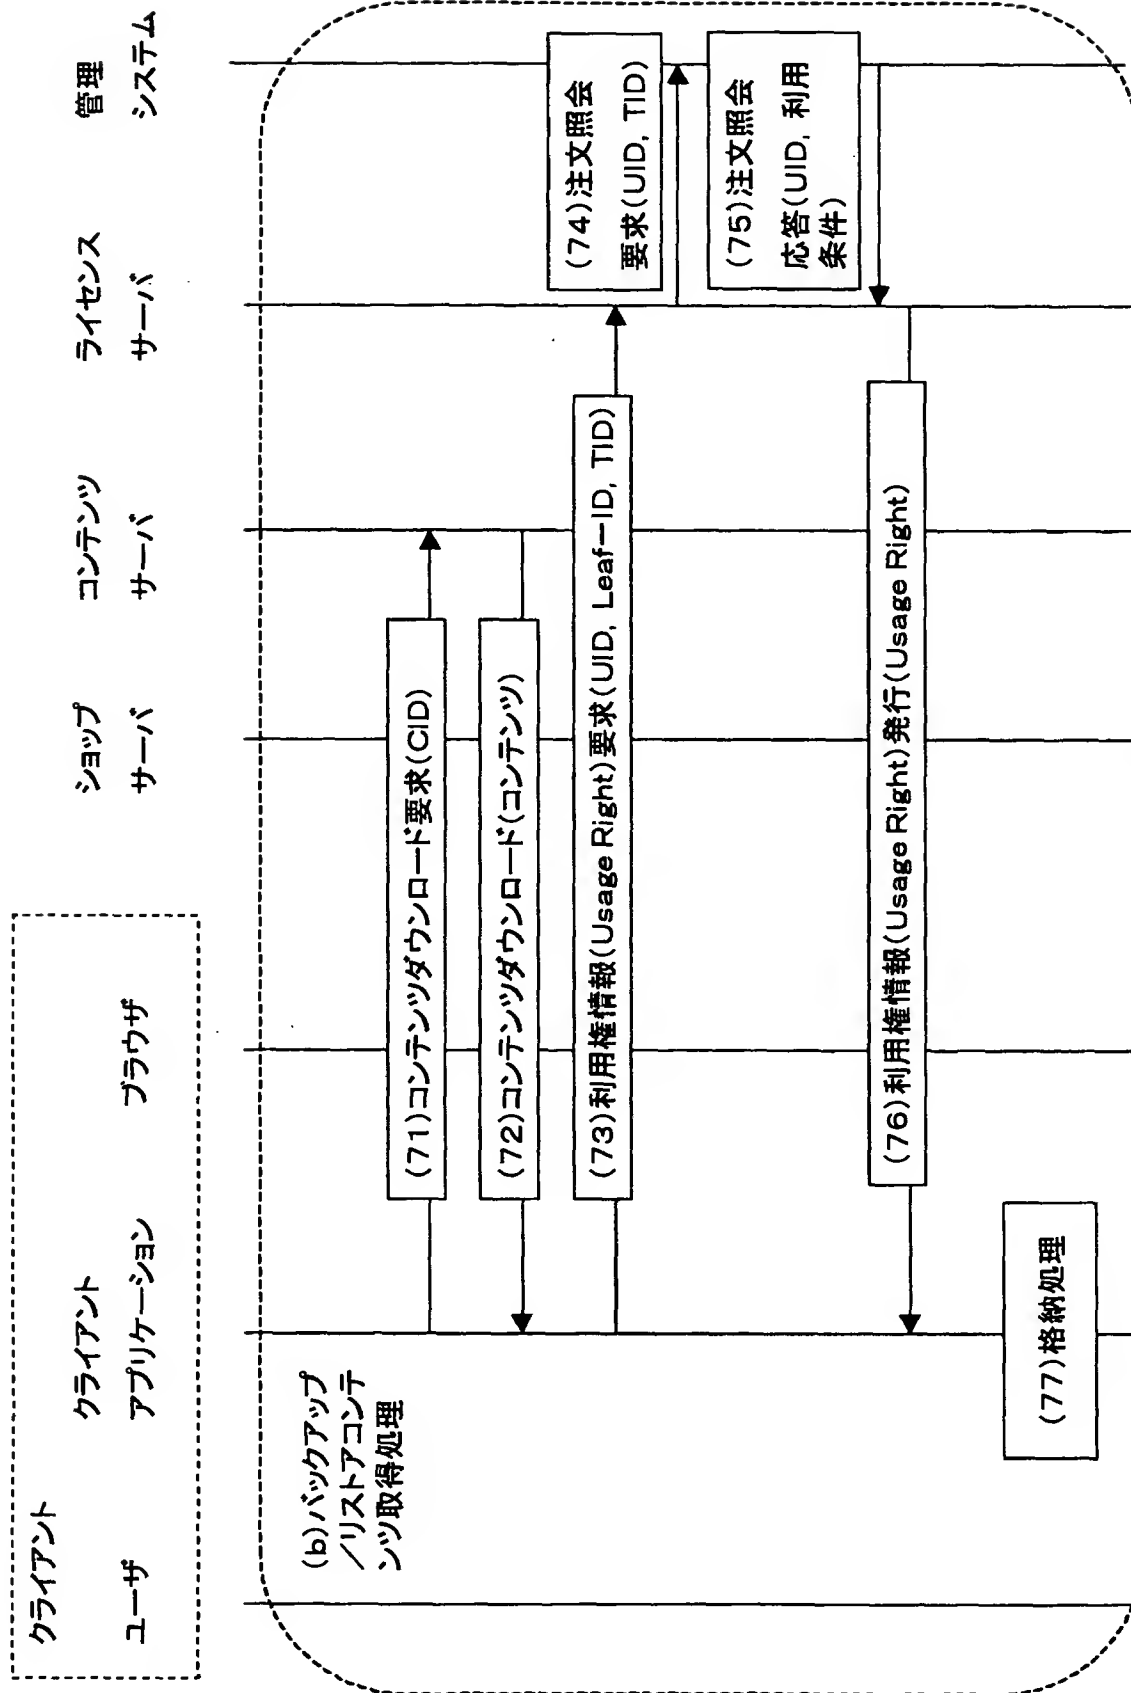 クライアント
ユーザ
クライアント
アプリケーション
ブラウザ
ショップ
サーバ
コンテンツ
サーバ
ライセンス
サーバ
管理
システム
(b)バックアップ
/リストアコンテ
ンツ取得処理
(71)コンテンツダウンロード要求(CID)
(72)コンテンツダウンロード(コンテンツ)
(73)利用権情報(Usage Right)要求(UID, Leaf-ID, TID)
(74)注文照会
要求(UID, TID)
(75)注文照会
応答(UID, 利用
条件)
(76)利用権情報(Usage Right)発行(Usage Right)
(77)格納処理